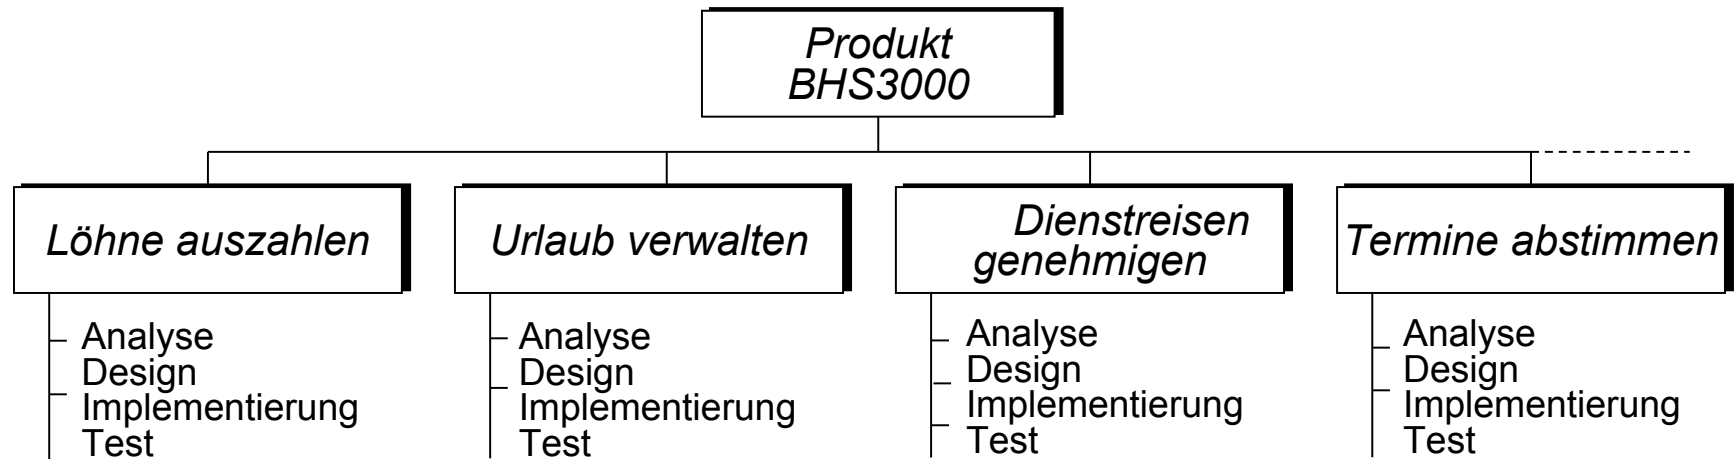 Produkt
BHS3000
Löhne auszahlen
Urlaub verwalten
Dienstreisen
genehmigen
Termine abstimmen
Analyse
Design
Implementierung
Test
Analyse
Design
Implementierung
Test
Analyse
Design
Implementierung
Test
Analyse
Design
Implementierung
Test